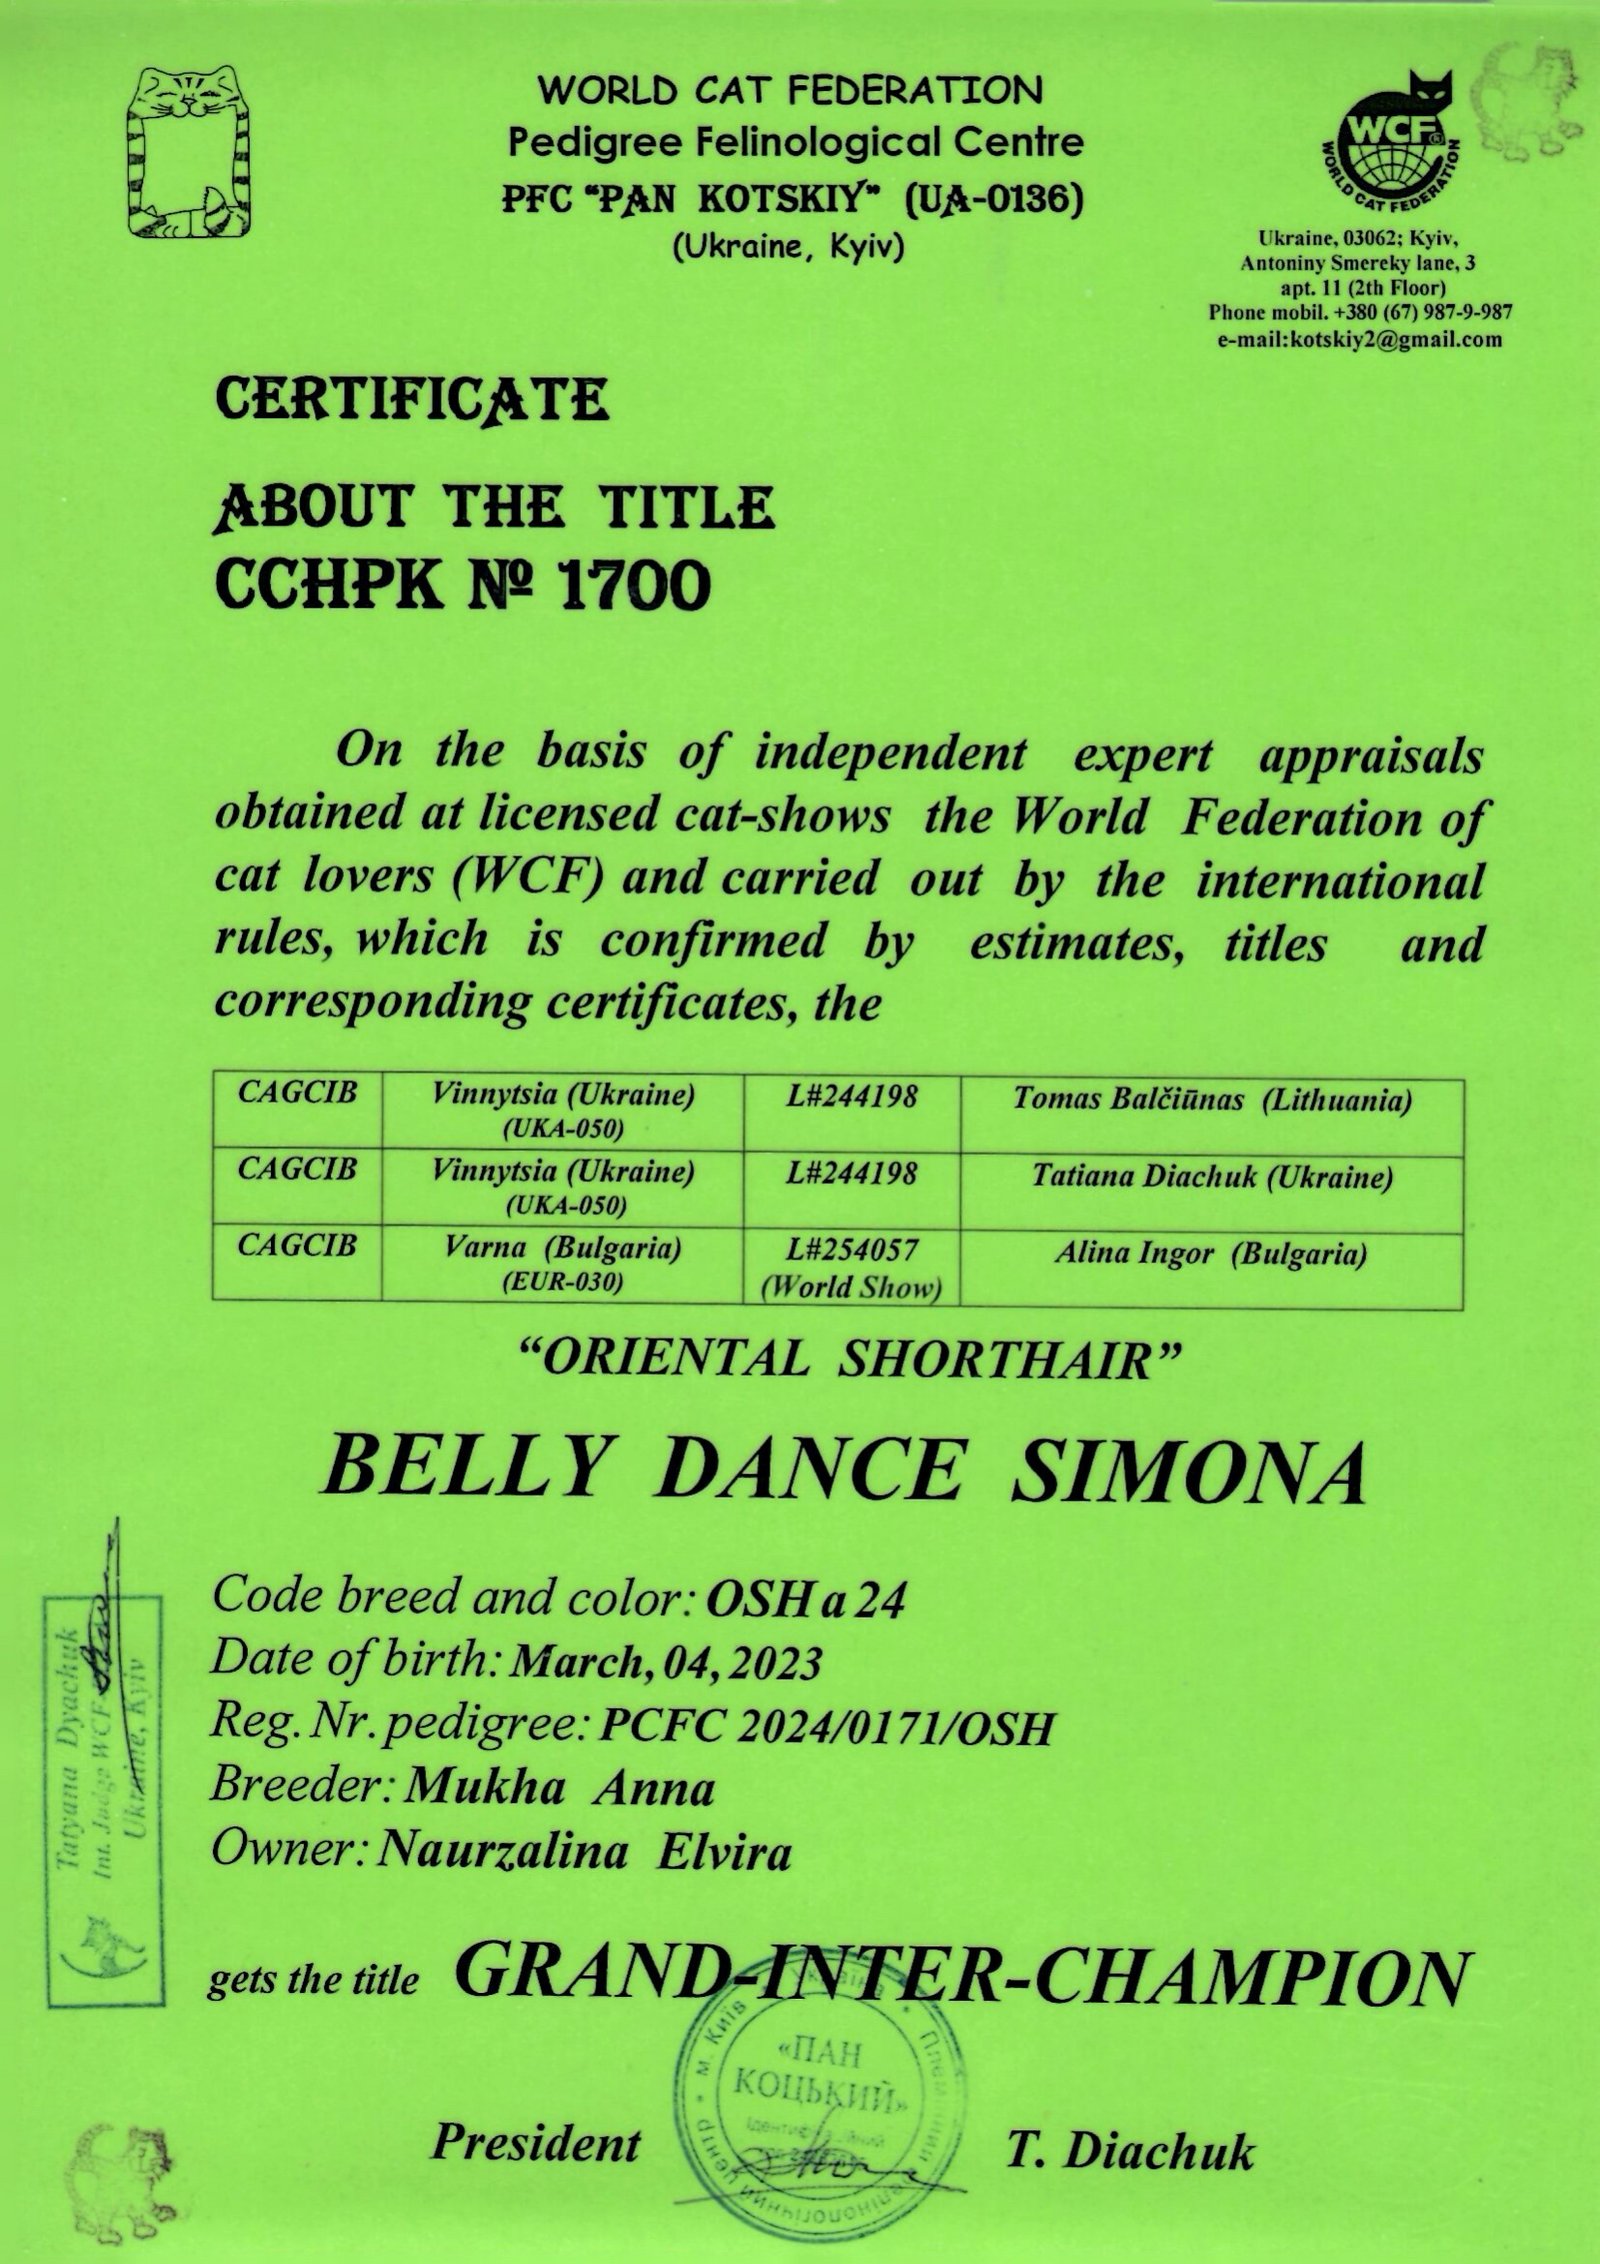 WORLD CAT FEDERATION
Pedigree Felinological Centre
PFC “PAN KOTSKIY” (UA-0136)
(Ukraine, Kyiv)
WCF
WORLD CAT FEDERATION
Ukraine, 03062; Kyiv,
Antoniny Smereky lane, 3
apt. 11 (2th Floor)
Phone mobil. +380 (67) 987-9-987
e-mail:kotskiy2@gmail.com
CERTIFICATE
ABOUT THE TITLE
CCHPK № 1700
On the basis of independent expert appraisals
obtained at licensed cat-shows the World Federation of
cat lovers (WCF) and carried out by the international
rules, which is confirmed by estimates, titles and
corresponding certificates, the
CAGCIB Vinnytsia (Ukraine) L#244198 Tomas Balčiūnas (Lithuania)
(UKA-050)
CAGCIB Vinnytsia (Ukraine) L#244198 Tatiana Diachuk (Ukraine)
(UKA-050)
CAGCIB Varna (Bulgaria) L#254057 Alina Ingor (Bulgaria)
(EUR-030) (World Show)
“ORIENTAL SHORTHAIR”
BELLY DANCE SIMONA
Code breed and color: OSH a 24
Date of birth: March, 04, 2023
Reg. Nr. pedigree: PCFC 2024/0171/OSH
Breeder: Mukha Anna
Owner: Naurzalina Elvira
Tatyana Dyachuk
Int. Judge WCF
Ukraine, Kyiv
gets the title GRAND-INTER-CHAMPION
м. Київ
«ПАН
КОЦЬКИЙ»
центр
President T. Diachuk